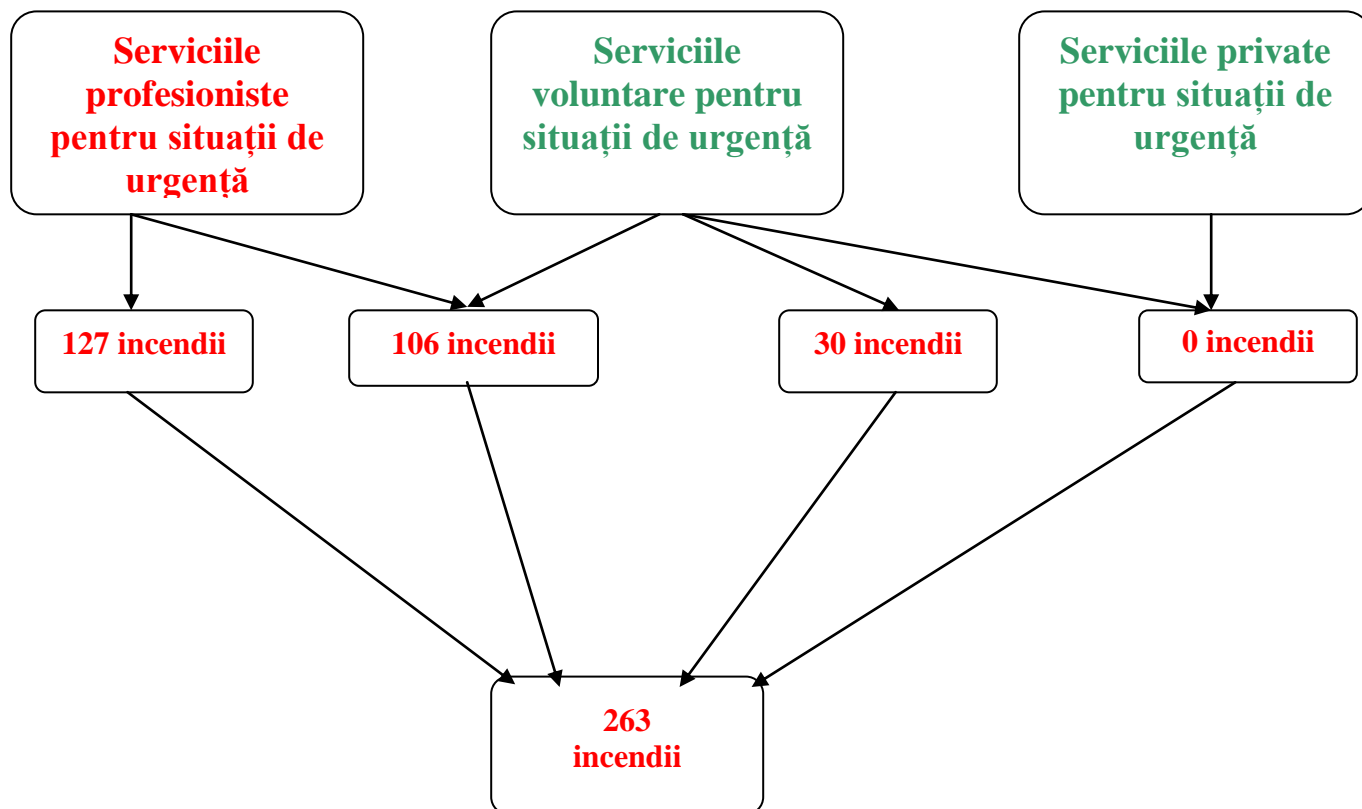 Serviciile
profesioniste
pentru situații de
urgență
Serviciile
voluntare pentru
situații de urgență
Serviciile private
pentru situații de
urgență
127 incendii
106 incendii
30 incendii
0 incendii
263
incendii